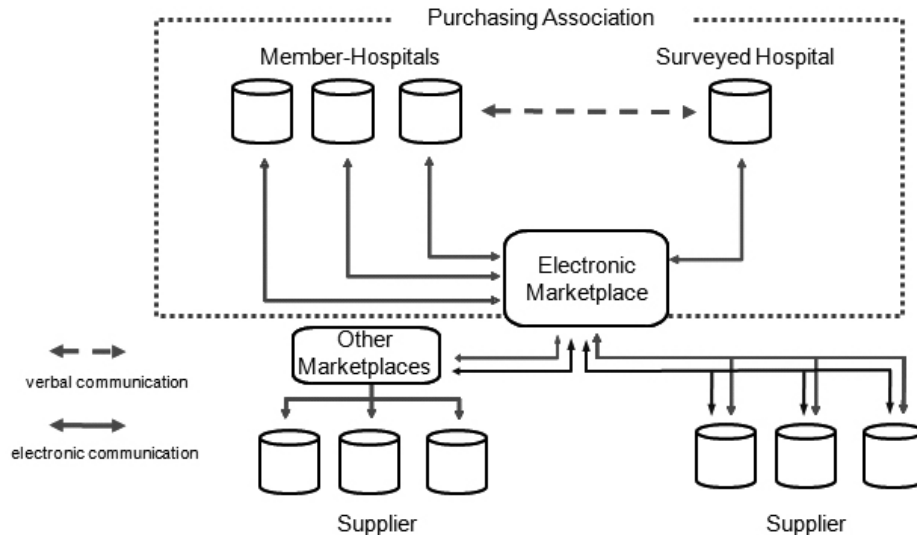 Purchasing Association
Member-Hospitals
Surveyed Hospital
Electronic
Marketplace
Other
Marketplaces
verbal communication
electronic communication
Supplier
Supplier